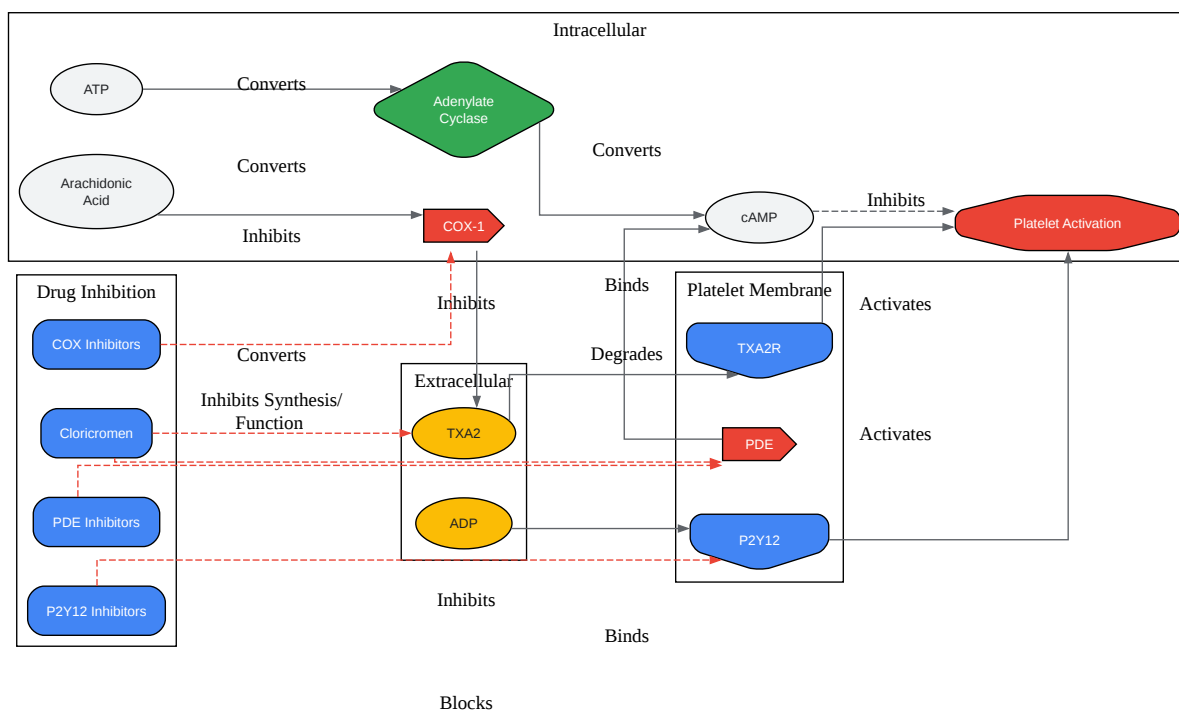 Intracellular
ATP
Converts
Adenylate
Cyclase
Converts
Converts
Arachidonic
Acid
Inhibits
COX-1
cAMP
Inhibits
Platelet Activation
Drug Inhibition
Inhibits
Binds
Platelet Membrane
Activates
COX Inhibitors
Converts
Degrades
TXA2R
Extracellular
Inhibits Synthesis/
Function
Cloricromen
TXA2
PDE
Activates
PDE Inhibitors
ADP
P2Y12
P2Y12 Inhibitors
Inhibits
Binds
Blocks